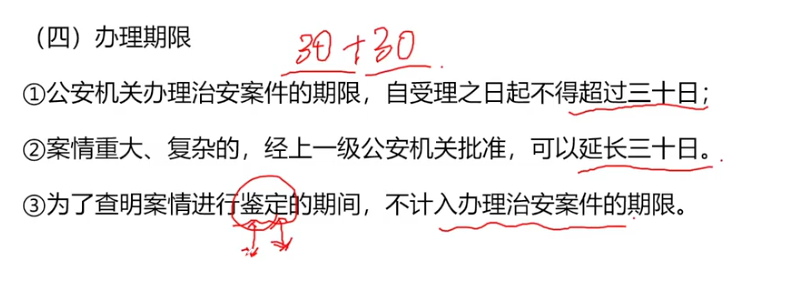 （四）办理期限
30+30
①公安机关办理治安案件的期限，自受理之日起不得超过三十日；
②案情重大、复杂的，经上一级公安机关批准，可以延长三十日。
③为了查明案情进行鉴定的期间，不计入办理治安案件的期限。